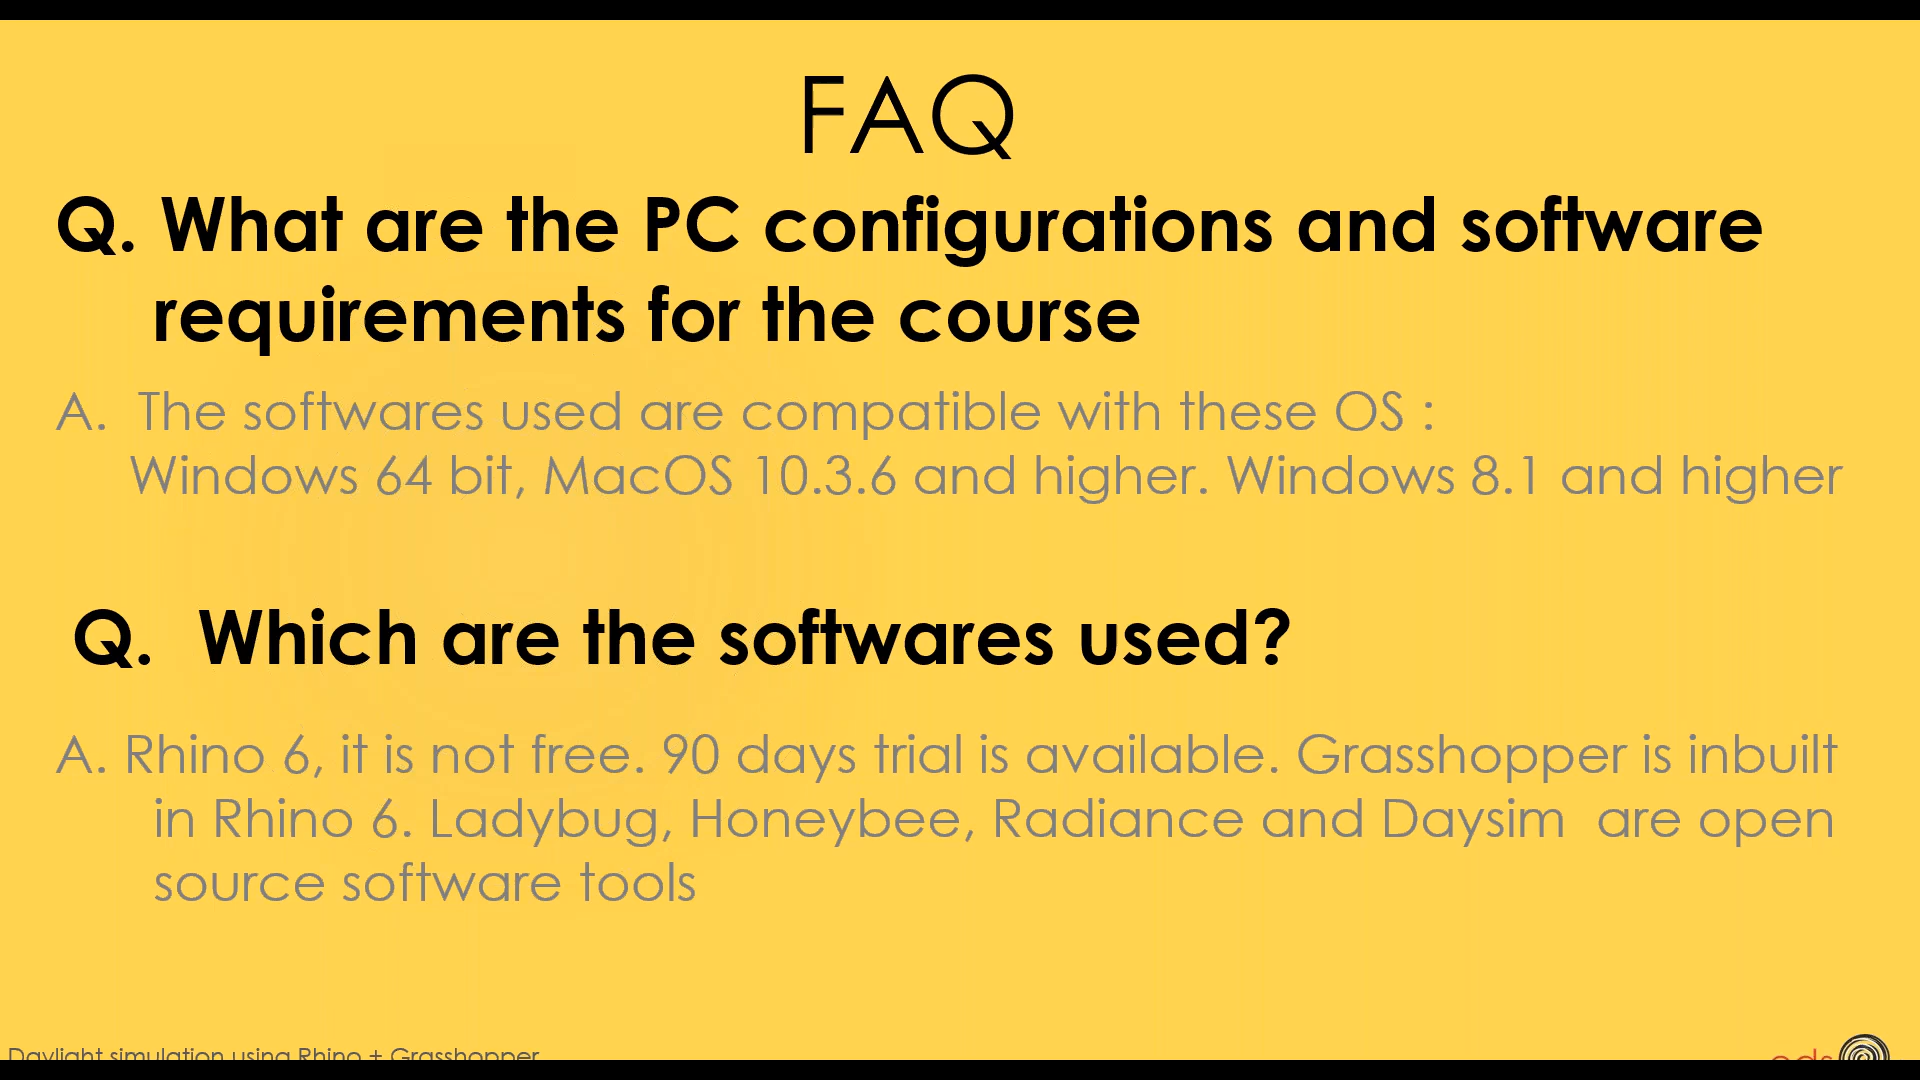 FAQ
Q. What are the PC configurations and software
requirements for the course
A. The softwares used are compatible with these OS :
Windows 64 bit, MacOS 10.3.6 and higher. Windows 8.1 and higher
Q. Which are the softwares used?
A. Rhino 6, it is not free. 90 days trial is available. Grasshopper is inbuilt
in Rhino 6. Ladybug, Honeybee, Radiance and Daysim are open
source software tools
Daylight simulation using Rhino + Grasshopper